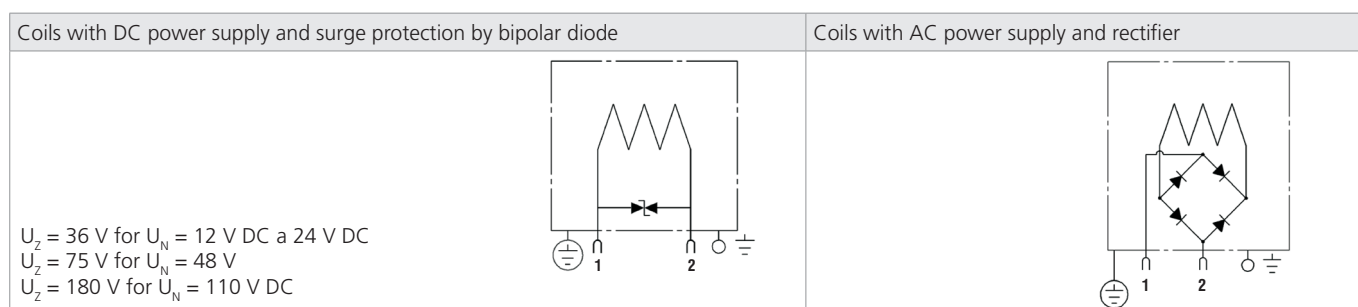 Coils with DC power supply and surge protection by bipolar diode
Coils with AC power supply and rectifier
U_Z = 36 V for U_N = 12 V DC a 24 V DC
U_Z = 75 V for U_N = 48 V
U_Z = 180 V for U_N = 110 V DC
1 2
1 2